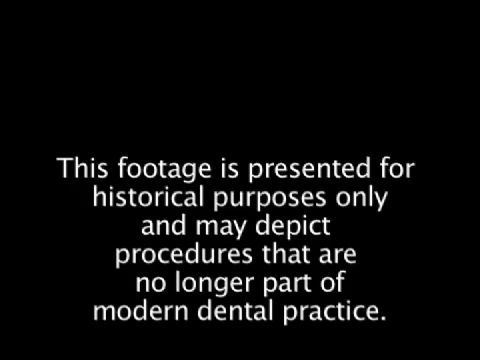 This footage is presented for
historical purposes only
and may depict
procedures that are
no longer part of
modern dental practice.